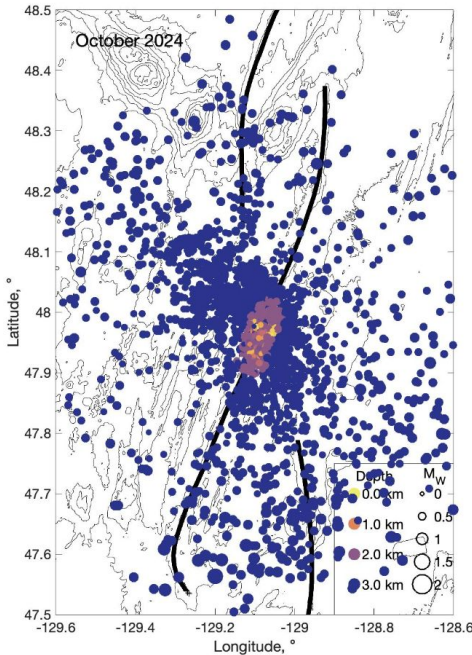 October 2024
48.5
48.4
48.3
48.2
48.1
48
47.9
47.8
47.7
47.6
47.5
Latitude, °
-129.6 -129.4 -129.2 -129 -128.8 -128.6
Longitude, °
Depth Mw
0.0 km 0
0.5
1.0 km 1
2.0 km 1.5
3.0 km 2